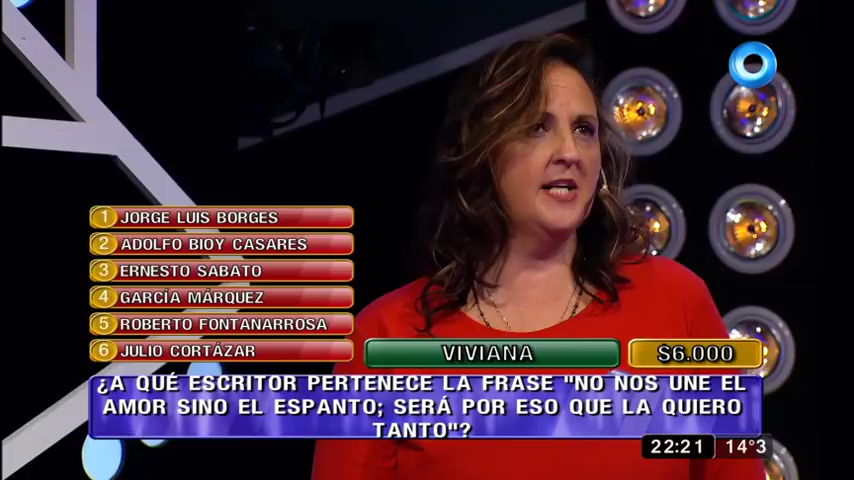 1 JORGE LUIS BORGES
2 ADOLFO BIOY CASARES
3 ERNESTO SABATO
4 GARCÍA MÁRQUEZ
5 ROBERTO FONTANARROSA
6 JULIO CORTÁZAR
VIVIANA
$6.000
¿A QUÉ ESCRITOR PERTENECE LA FRASE "NO NOS UNE EL
AMOR SINO EL ESPANTO; SERÁ POR ESO QUE LA QUIERO
TANTO"?
22:21 14°3